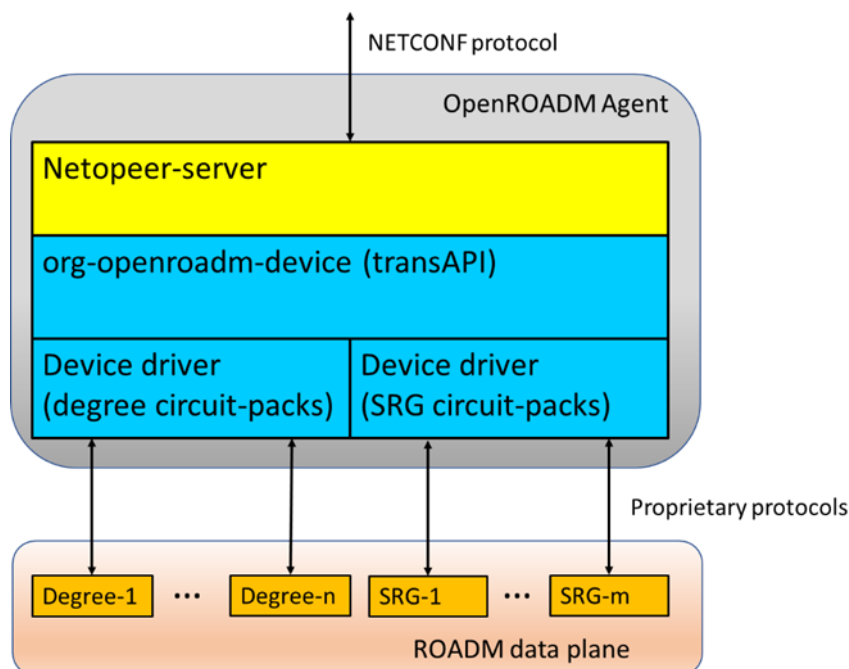 NETCONF protocol
OpenROADM Agent
Netopeer-server
org-openroadm-device (transAPI)
Device driver
(degree circuit-packs)
Device driver
(SRG circuit-packs)
Proprietary protocols
Degree-1
...
Degree-n
SRG-1
...
SRG-m
ROADM data plane